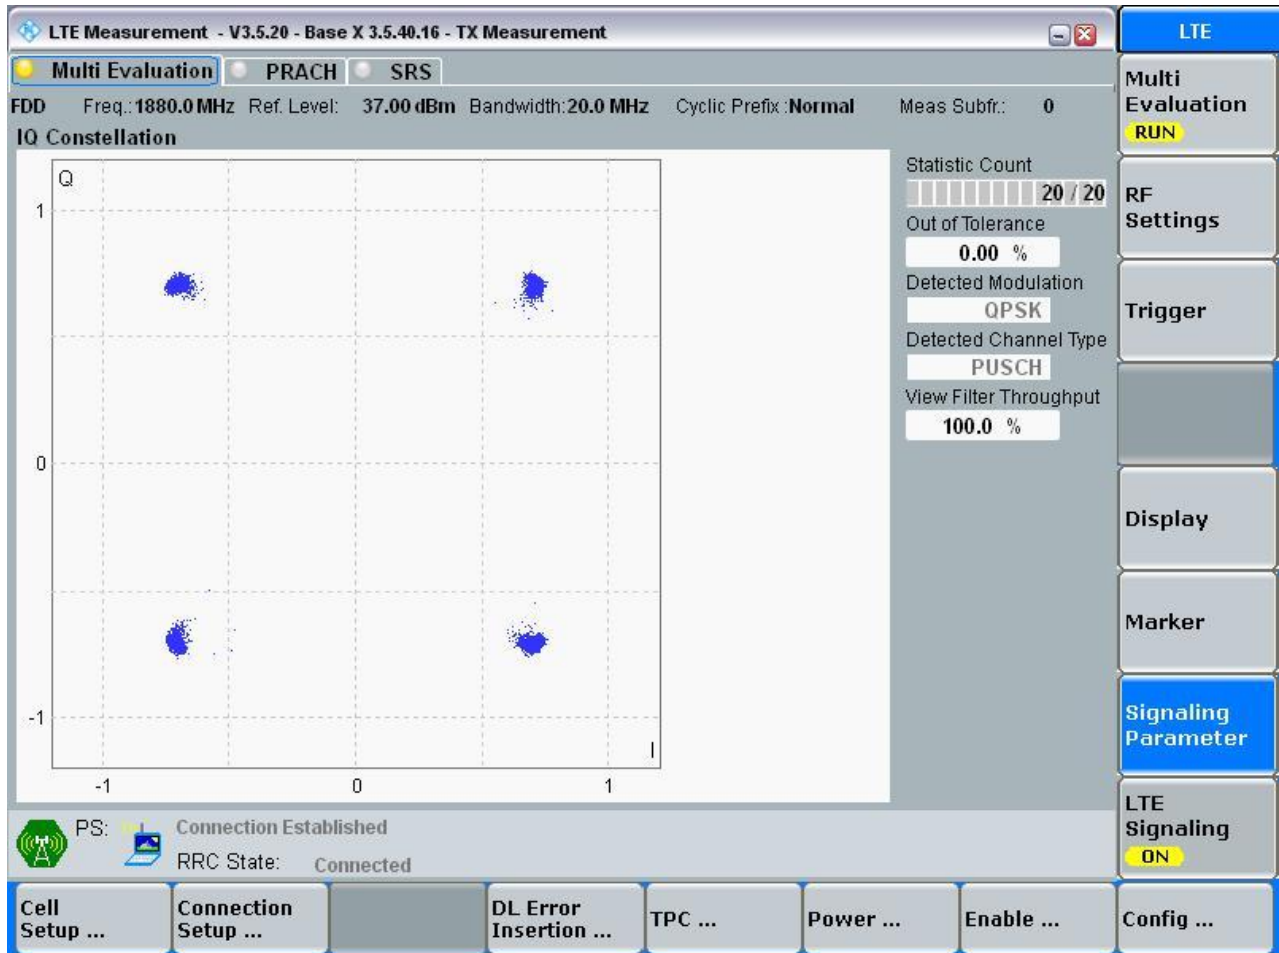 LTE Measurement - V3.5.20 - Base X 3.5.40.16 - TX Measurement
LTE
Multi Evaluation PRACH SRS
FDD Freq.: 1880.0 MHz Ref. Level: 37.00 dBm Bandwidth: 20.0 MHz Cyclic Prefix : Normal Meas Subfr.: 0
IQ Constellation
Q
1
0
-1
I
-1 0 1
Statistic Count
20 / 20
Out of Tolerance
0.00 %
Detected Modulation
QPSK
Detected Channel Type
PUSCH
View Filter Throughput
100.0 %
Multi
Evaluation
RUN
RF
Settings
Trigger
Display
Marker
Signaling
Parameter
LTE
Signaling
ON
PS: Connection Established
RRC State: Connected
Cell
Setup ...
Connection
Setup ...
DL Error
Insertion ...
TPC ...
Power ...
Enable ...
Config ...